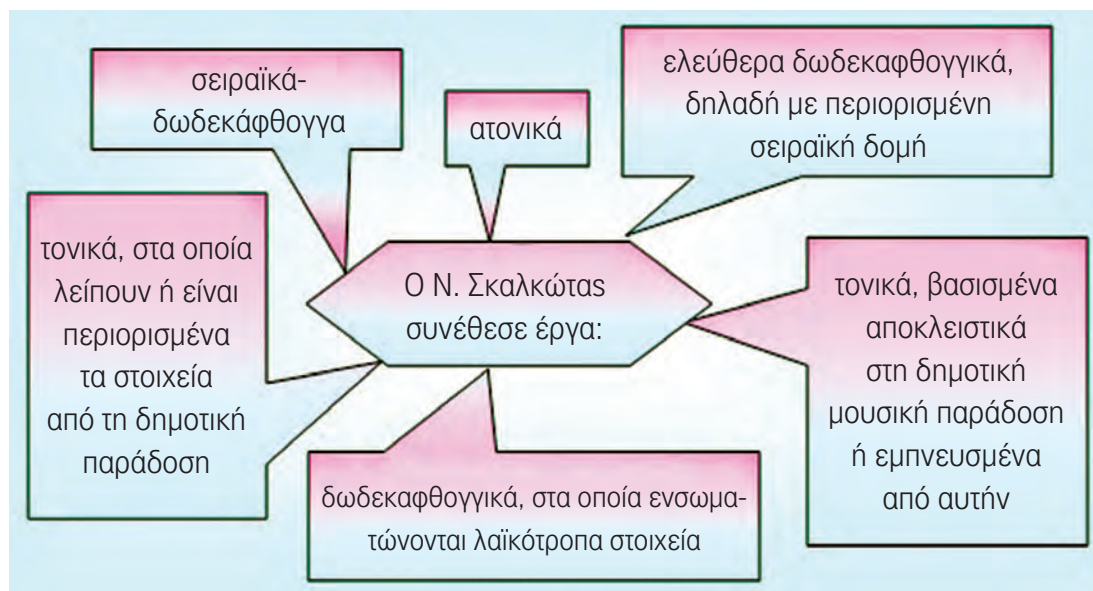 σειραϊκά-
δωδεκάφθογγα
ατονικά
ελεύθερα δωδεκαφθογγικά,
δηλαδή με περιορισμένη
σειραϊκή δομή
τονικά, στα οποία
λείπουν ή είναι
περιορισμένα
τα στοιχεία
από τη δημοτική
παράδοση
Ο Ν. Σκαλκώτας
συνέθεσε έργα:
τονικά, βασισμένα
αποκλειστικά
στη δημοτική
μουσική παράδοση
ή εμπνευσμένα
από αυτήν
δωδεκαφθογγικά, στα οποία ενσωμα-
τώνονται λαϊκότροπα στοιχεία